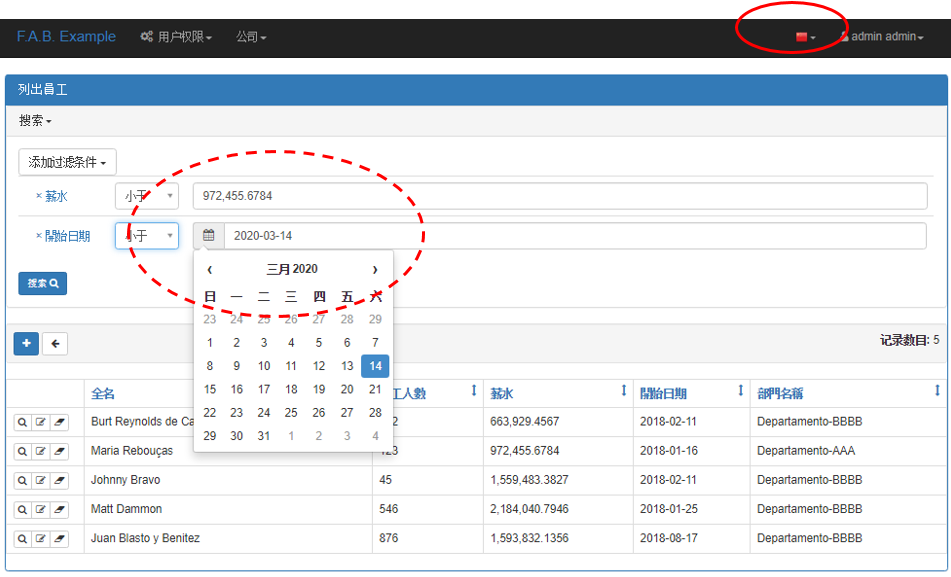 F.A.B. Example 用户权限 公司 admin admin
列出員工
搜索
添加过滤条件
× 薪水 小于 972,455.6784
× 開始日期 小于 2020-03-14
‹ 三月 2020 ›
日 一 二 三 四 五 六
23 24 25 26 27 28 29
1 2 3 4 5 6 7
8 9 10 11 12 13 14
15 16 17 18 19 20 21
22 23 24 25 26 27 28
29 30 31 1 2 3 4
搜索
记录数目: 5
全名 工人數 薪水 開始日期 部門名稱
Burt Reynolds de Ca 2 663,929.4567 2018-02-11 Departamento-BBBB
Maria Rebouças 123 972,455.6784 2018-01-16 Departamento-AAA
Johnny Bravo 45 1,559,483.3827 2018-02-11 Departamento-BBBB
Matt Dammon 546 2,184,040.7946 2018-01-25 Departamento-BBBB
Juan Blasto y Benitez 876 1,593,832.1356 2018-08-17 Departamento-BBBB